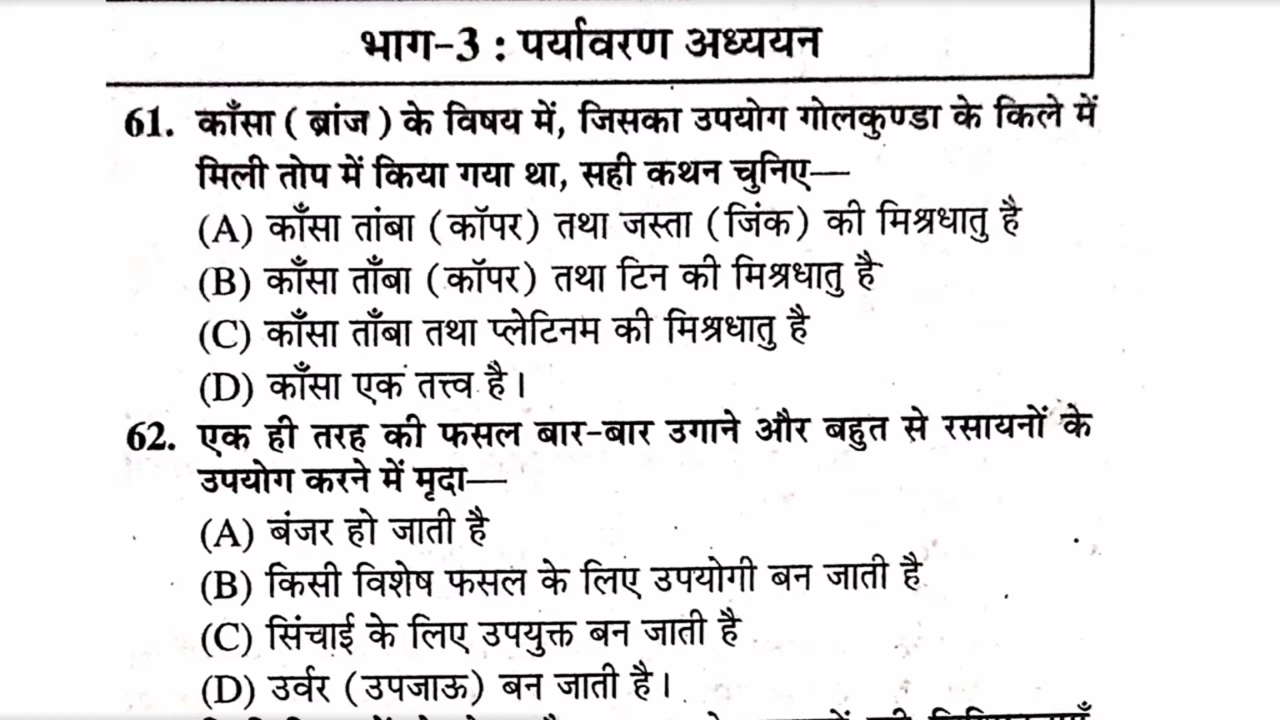 भाग-3 : पर्यावरण अध्ययन
61. काँसा ( ब्रांज ) के विषय में, जिसका उपयोग गोलकुण्डा के किले में
मिली तोप में किया गया था, सही कथन चुनिए—
(A) काँसा तांबा (कॉपर) तथा जस्ता (जिंक) की मिश्रधातु है
(B) काँसा ताँबा (कॉपर) तथा टिन की मिश्रधातु है
(C) काँसा ताँबा तथा प्लेटिनम की मिश्रधातु है
(D) काँसा एक तत्त्व है।
62. एक ही तरह की फसल बार-बार उगाने और बहुत से रसायनों के
उपयोग करने में मृदा—
(A) बंजर हो जाती है
(B) किसी विशेष फसल के लिए उपयोगी बन जाती है
(C) सिंचाई के लिए उपयुक्त बन जाती है
(D) उर्वर (उपजाऊ) बन जाती है।